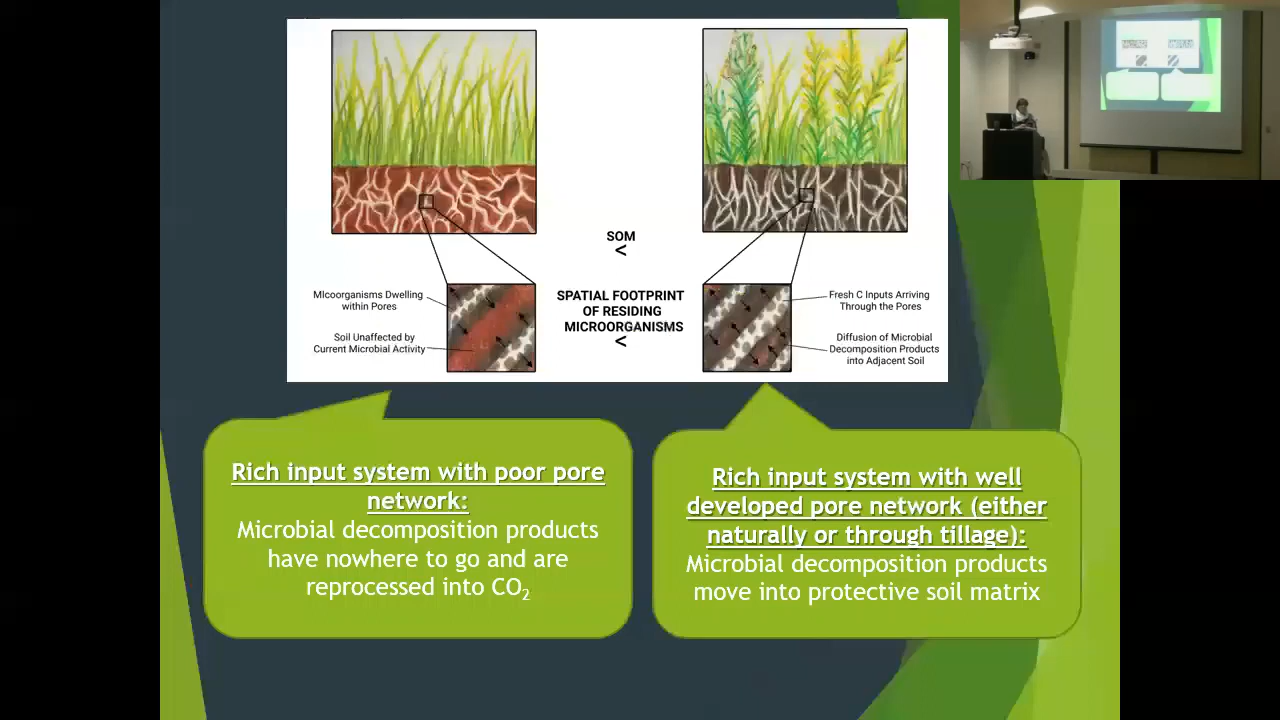 SOM
<
MIcoorganisms Dwelling
within Pores
Soil Unaffected by
Current Microbial Activity
SPATIAL FOOTPRINT
OF RESIDING
MICROORGANISMS
<
Fresh C Inputs Arriving
Through the Pores
Diffusion of Microbial
Decomposition Products
into Adjacent Soil
Rich input system with poor pore
network:
Microbial decomposition products
have nowhere to go and are
reprocessed into CO₂
Rich input system with well
developed pore network (either
naturally or through tillage):
Microbial decomposition products
move into protective soil matrix